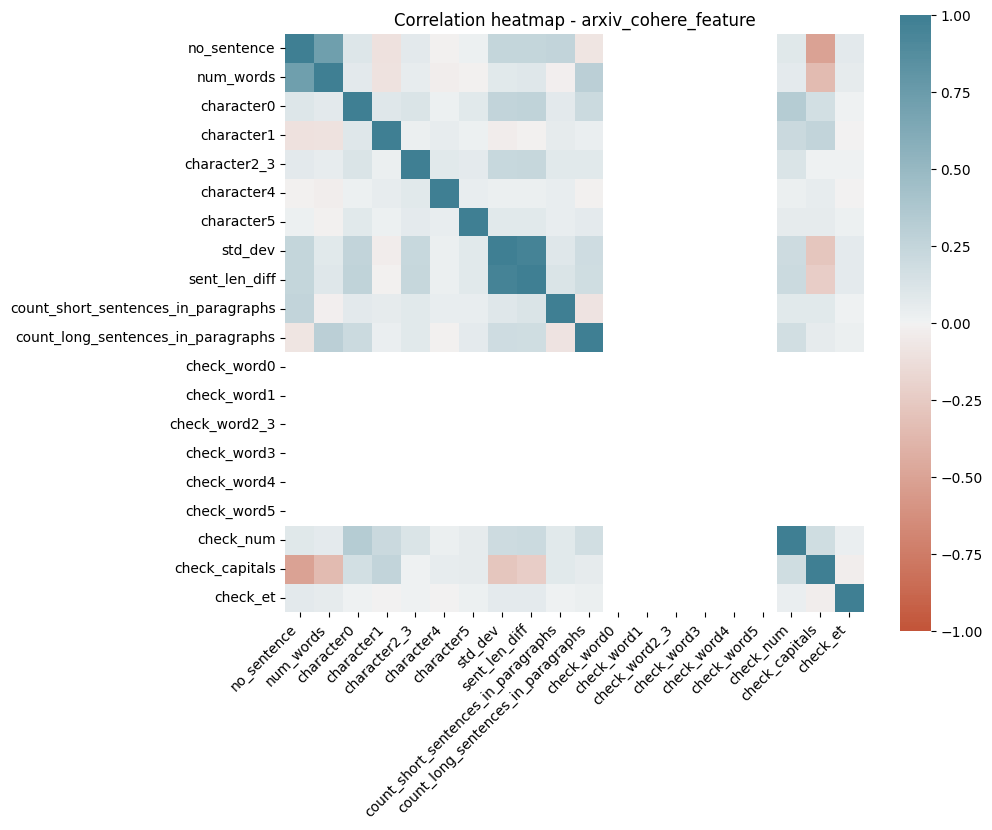 Correlation heatmap - arxiv_cohere_feature
no_sentence
num_words
character0
character1
character2_3
character4
character5
std_dev
sent_len_diff
count_short_sentences_in_paragraphs
count_long_sentences_in_paragraphs
check_word0
check_word1
check_word2_3
check_word3
check_word4
check_word5
check_num
check_capitals
check_et
no_sentence
num_words
character0
character1
character2_3
character4
character5
std_dev
sent_len_diff
count_short_sentences_in_paragraphs
count_long_sentences_in_paragraphs
check_word0
check_word1
check_word2_3
check_word3
check_word4
check_word5
check_num
check_capitals
check_et
1.00
0.75
0.50
0.25
0.00
−0.25
−0.50
−0.75
−1.00